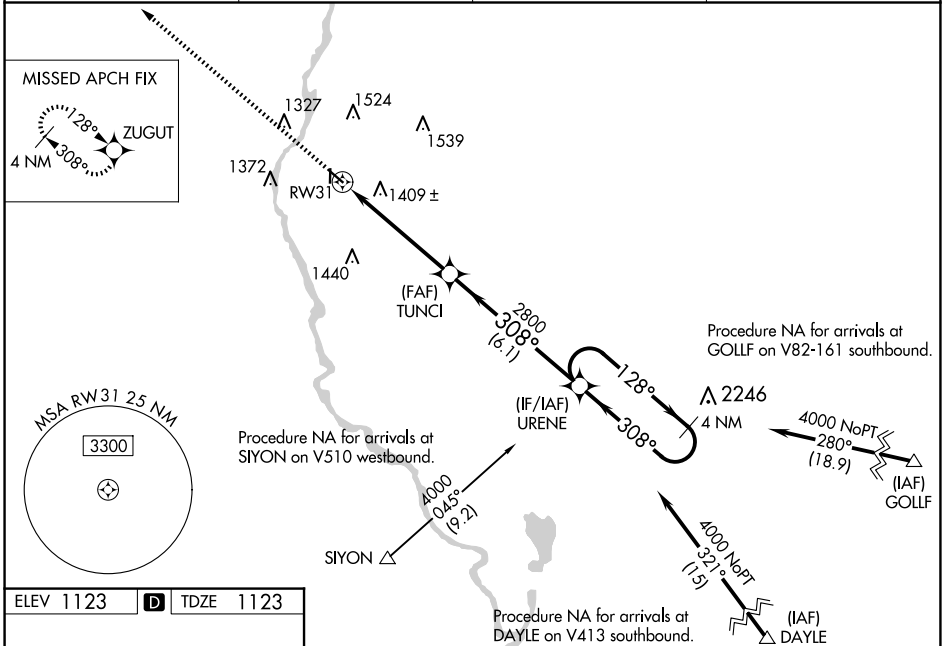 MISSED APCH FIX
128°
ZUGUT
4 NM
308°
1327
1524
1539
1372
RW31
1409 ±
1440
(FAF)
TUNCI
2800
308°
(6.1)
Procedure NA for arrivals at
GOLLF on V82-161 southbound.
128°
2246
4 NM
(IF/IAF)
URENE
308°
4000 NoPT
280°
(18.9)
(IAF)
GOLLF
MSA RW31 25 NM
3300
Procedure NA for arrivals at
SIYON on V510 westbound.
4000
045°
(9.2)
SIYON
4000 NoPT
321°
(15)
(IAF)
DAYLE
Procedure NA for arrivals at
DAYLE on V413 southbound.
ELEV 1123 D TDZE 1123